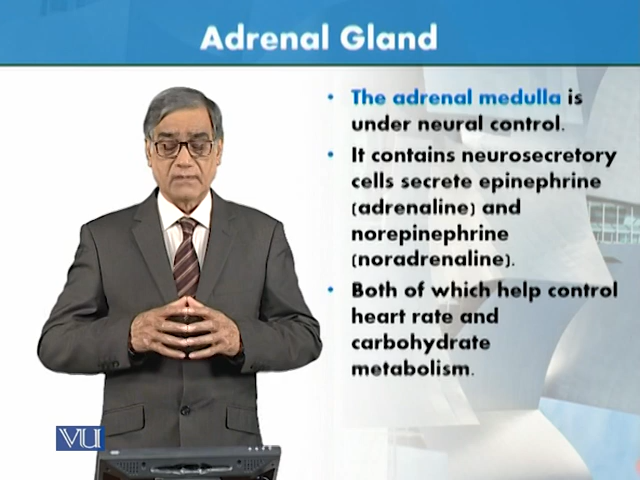 Adrenal Gland
• The adrenal medulla is
under neural control.
• It contains neurosecretory
cells secrete epinephrine
(adrenaline) and
norepinephrine
(noradrenaline).
• Both of which help control
heart rate and
carbohydrate
metabolism.
VU